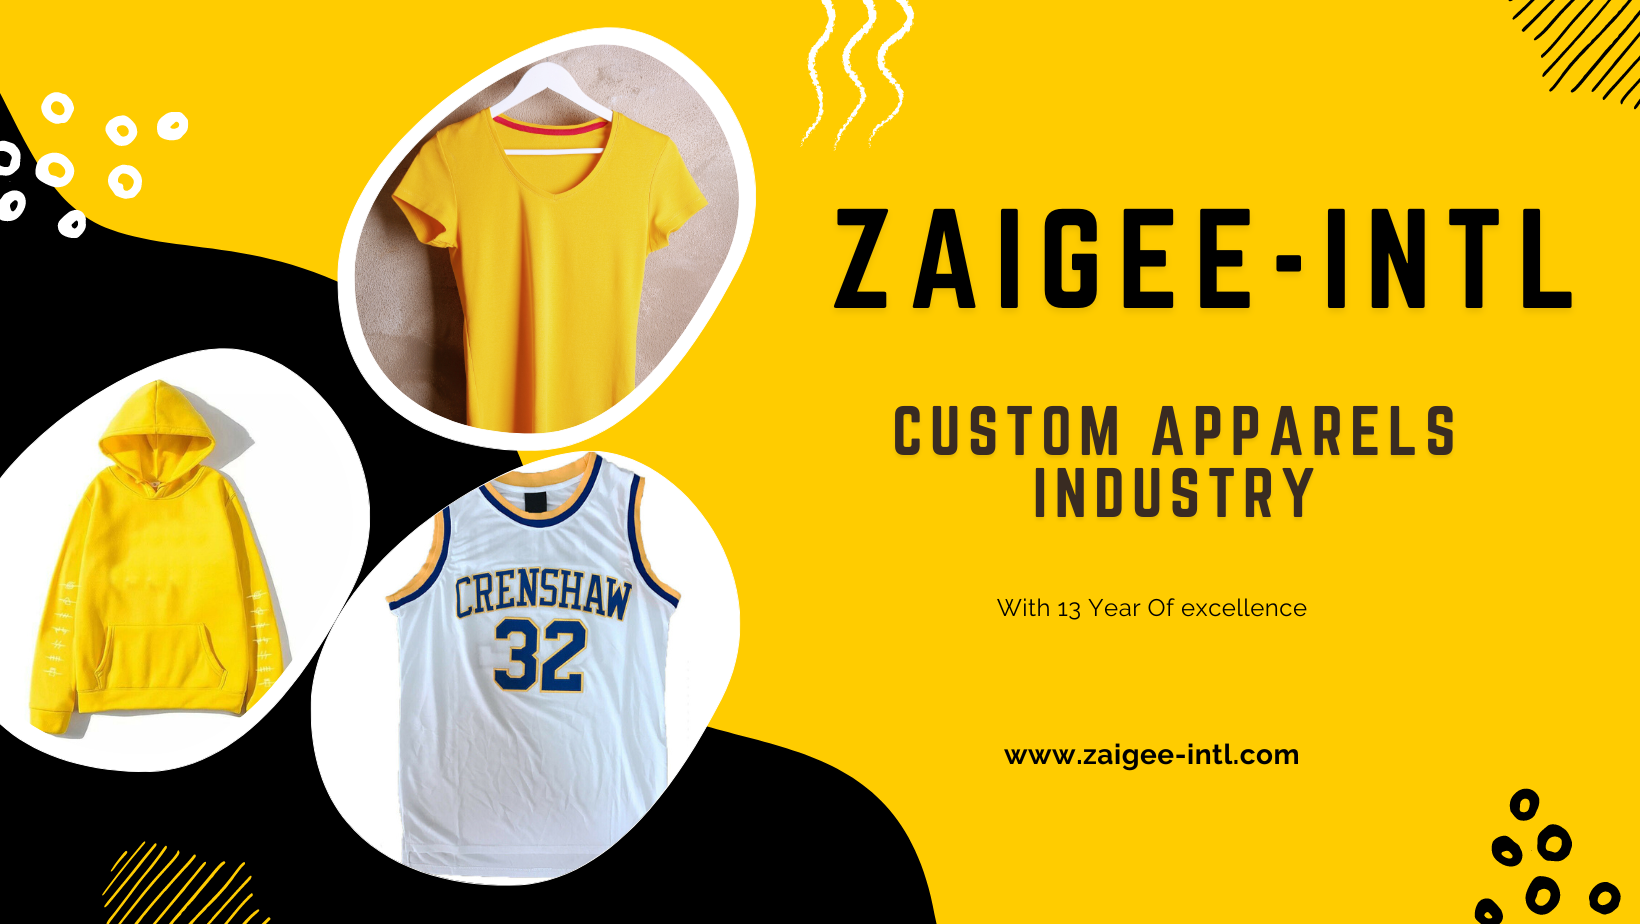 ZAIGEE-INTL
CUSTOM APPARELS
INDUSTRY
With 13 Year Of excellence
www.zaigee-intl.com
CRENSHAW
32